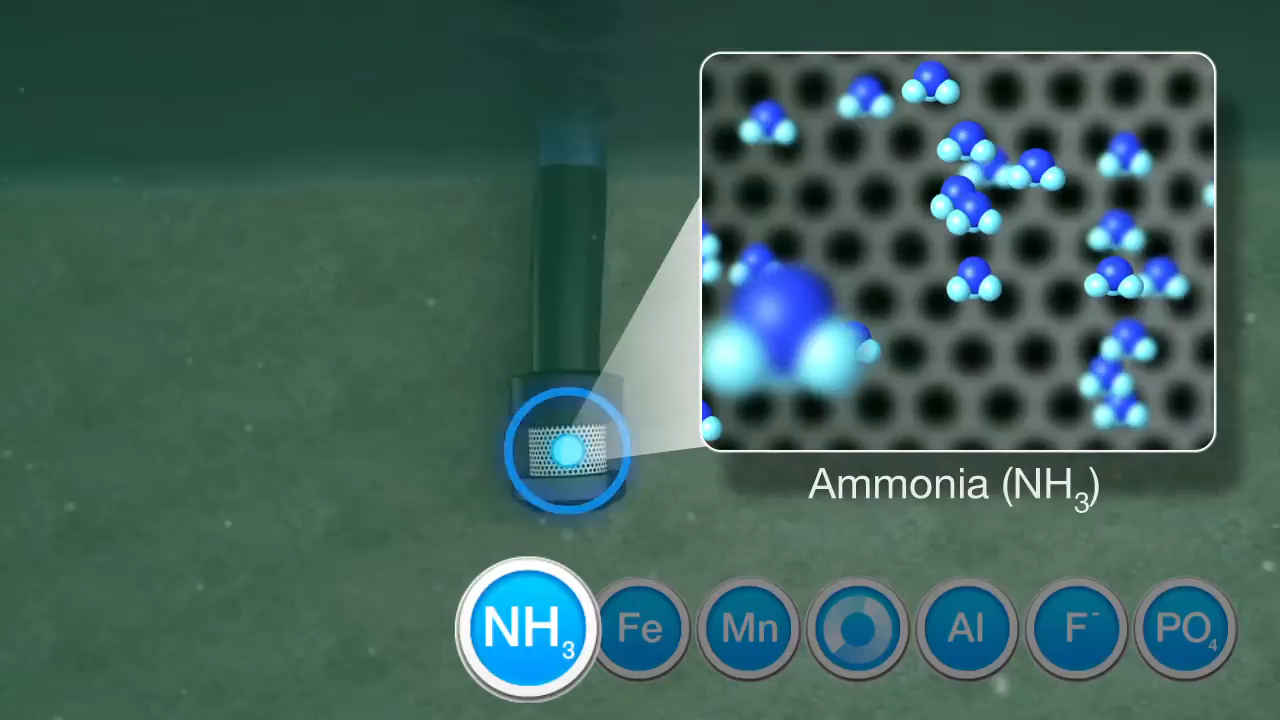 Ammonia (NH₃)
NH₃ Fe Mn Al F⁻ PO₄